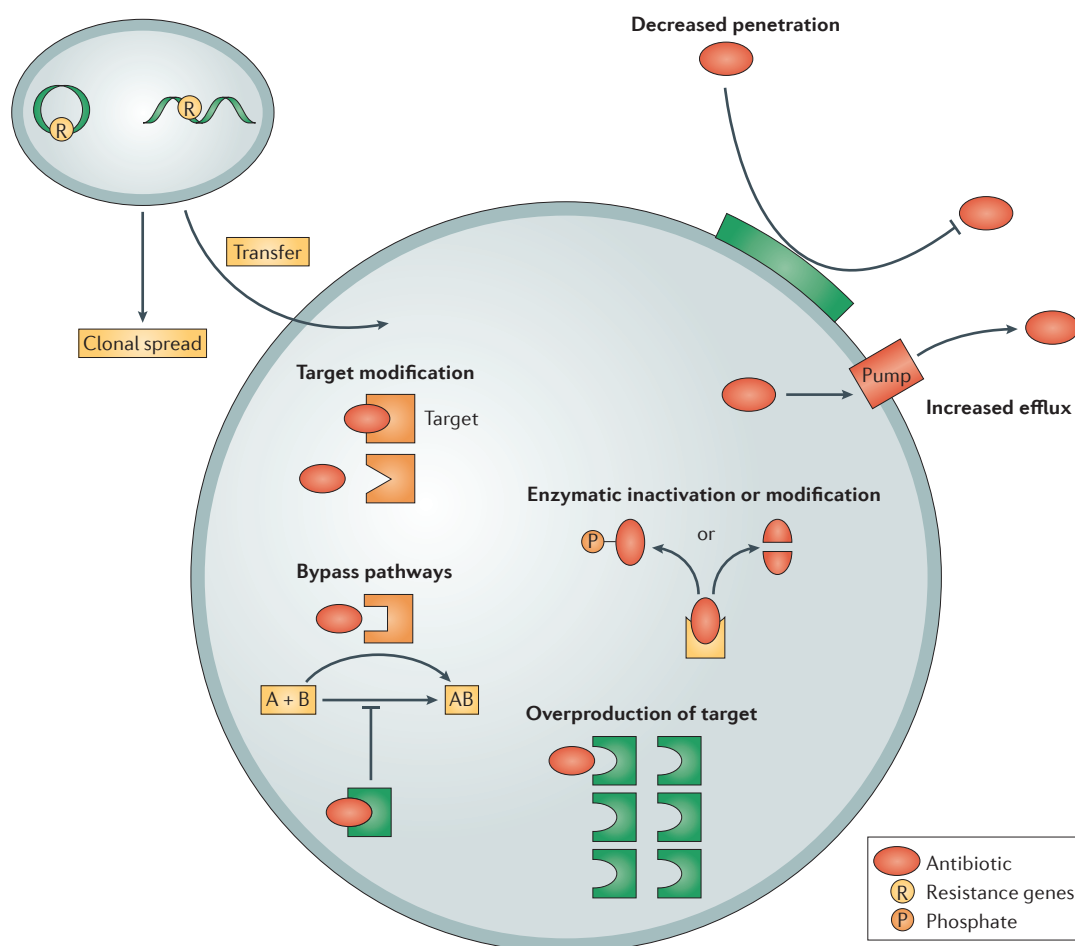 Decreased penetration
R
R
Transfer
Clonal spread
Target modification
Target
Pump
Increased efflux
Enzymatic inactivation or modification
P
or
Bypass pathways
A + B
AB
Overproduction of target
Antibiotic
R
Resistance genes
P
Phosphate